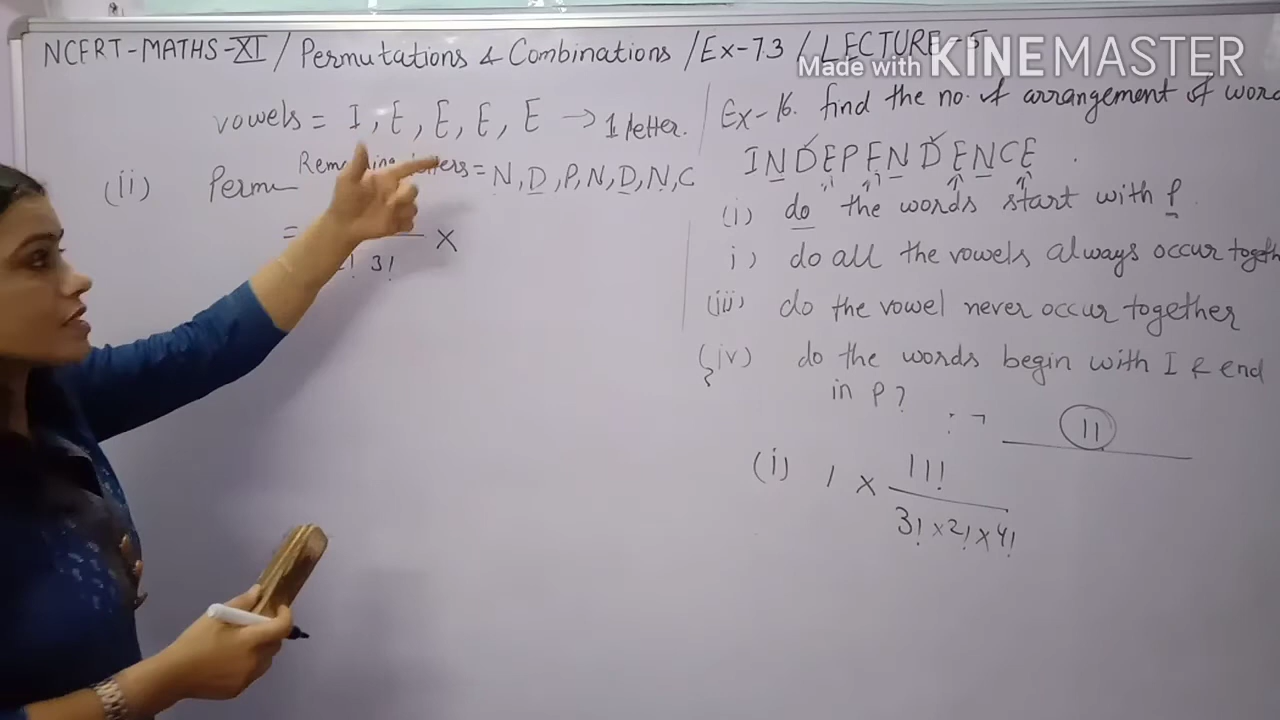 NCERT-MATHS-XI / Permutations & Combinations / Ex-7.3 / LECTURE-5
Made with KINEMASTER
vowels = I, E, E, E, E → 1 letter.
Remaining letters = N, D, P, N, D, N, C
(ii) Perm
= 3! ×
Ex-16. find the no. of arrangement of word
INDEPENDENCE
(i) do the words start with P.
i) do all the vowels always occur togeth
(iii) do the vowel never occur together
(iv) do the words begin with I & end
in P?
11
(i) 1 × 11!
3! × 2! × 4!